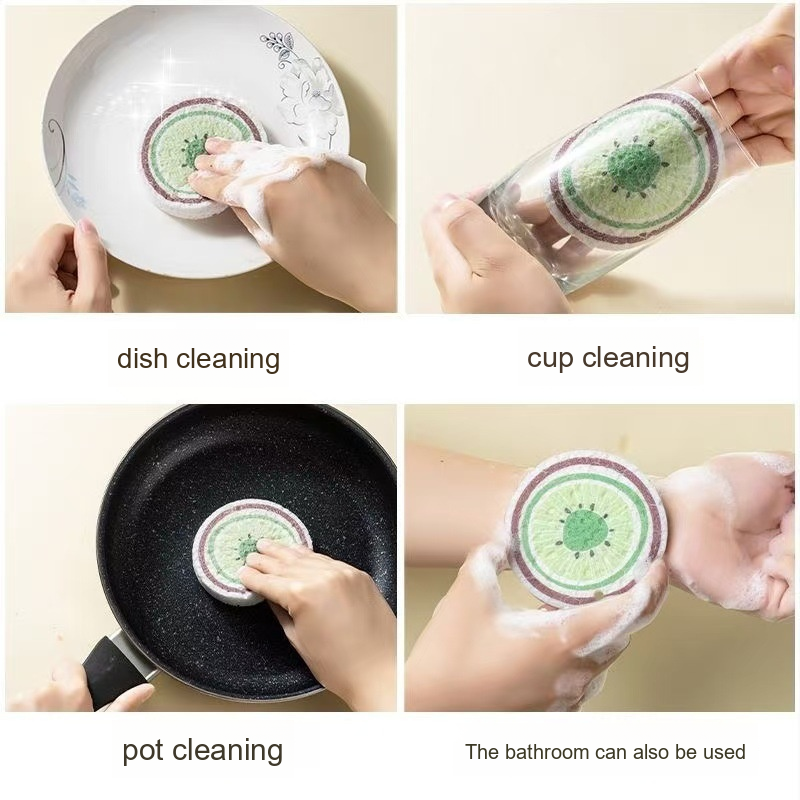 dish cleaning
cup cleaning
pot cleaning
The bathroom can also be used